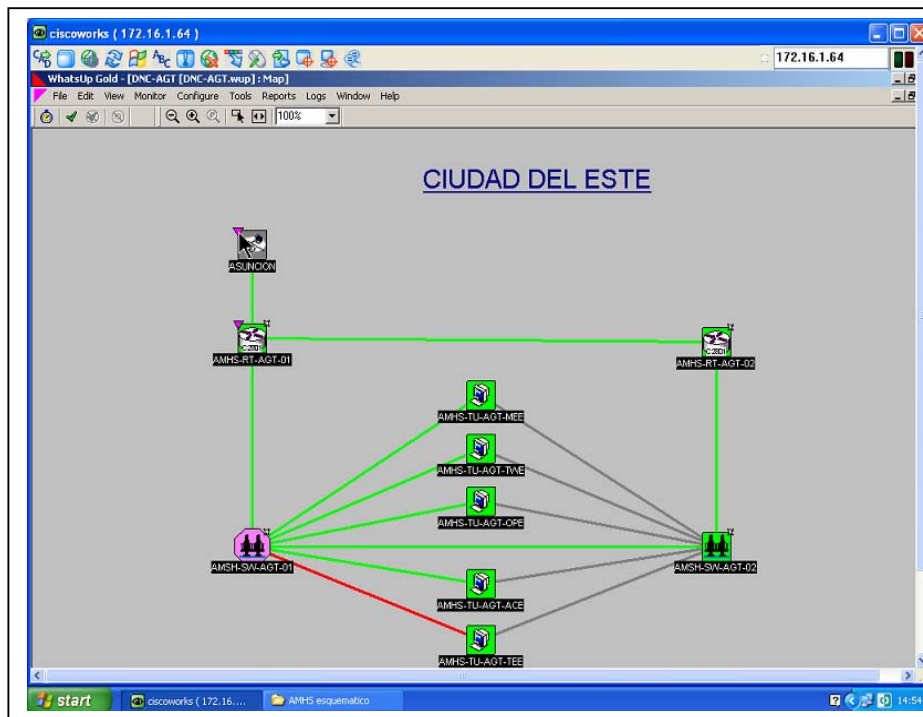 ciscoworks ( 172.16.1.64 )
172.16.1.64
WhatsUp Gold - [DNC-AGT [DNC-AGT.wup] : Map]
File Edit View Monitor Configure Tools Reports Logs Window Help
100%
CIUDAD DEL ESTE
ASUNCION
C2801 C2801
AMHS-RT-AGT-01 AMHS-RT-AGT-02
AMHS-TU-AGT-MEE
AMHS-TU-AGT-TWE
AMHS-TU-AGT-OPE
AMSH-SW-AGT-01 AMSH-SW-AGT-02
AMHS-TU-AGT-ACE
AMHS-TU-AGT-TEE
start ciscoworks ( 172.16.... AMHS esquematico 14:54